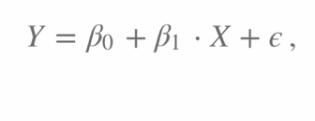 Y = β₀ + β₁ · X + ϵ ,